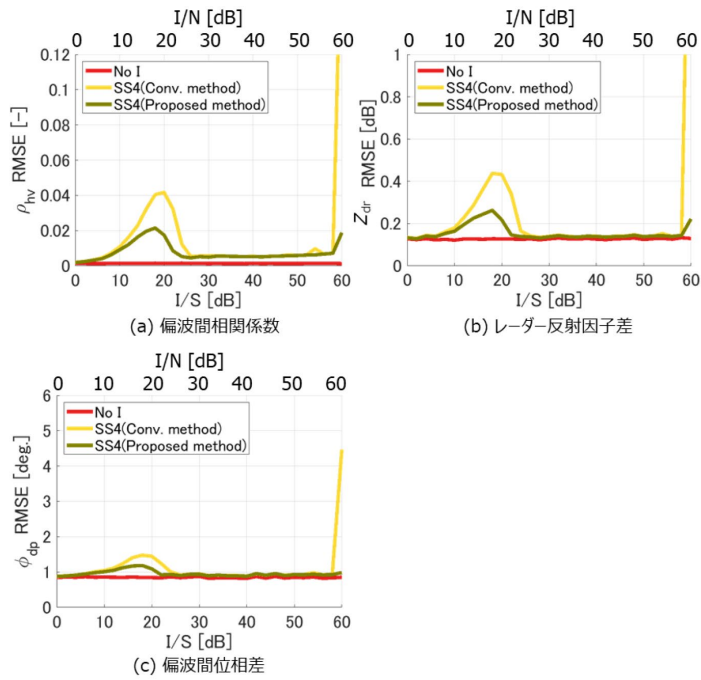 I/N [dB]
0 10 20 30 40 50 60
0.12
0.1
0.08
0.06
0.04
0.02
0
ρhv RMSE [-]
No I
SS4(Conv. method)
SS4(Proposed method)
0 10 20 30 40 50 60
I/S [dB]
(a) 偏波間相関係数
I/N [dB]
0 10 20 30 40 50 60
1
0.8
0.6
0.4
0.2
0
Zdr RMSE [dB]
No I
SS4(Conv. method)
SS4(Proposed method)
0 10 20 30 40 50 60
I/S [dB]
(b) レーダー反射因子差
I/N [dB]
0 10 20 30 40 50 60
6
5
4
3
2
1
0
ϕdp RMSE [deg.]
No I
SS4(Conv. method)
SS4(Proposed method)
0 10 20 30 40 50 60
I/S [dB]
(c) 偏波間位相差